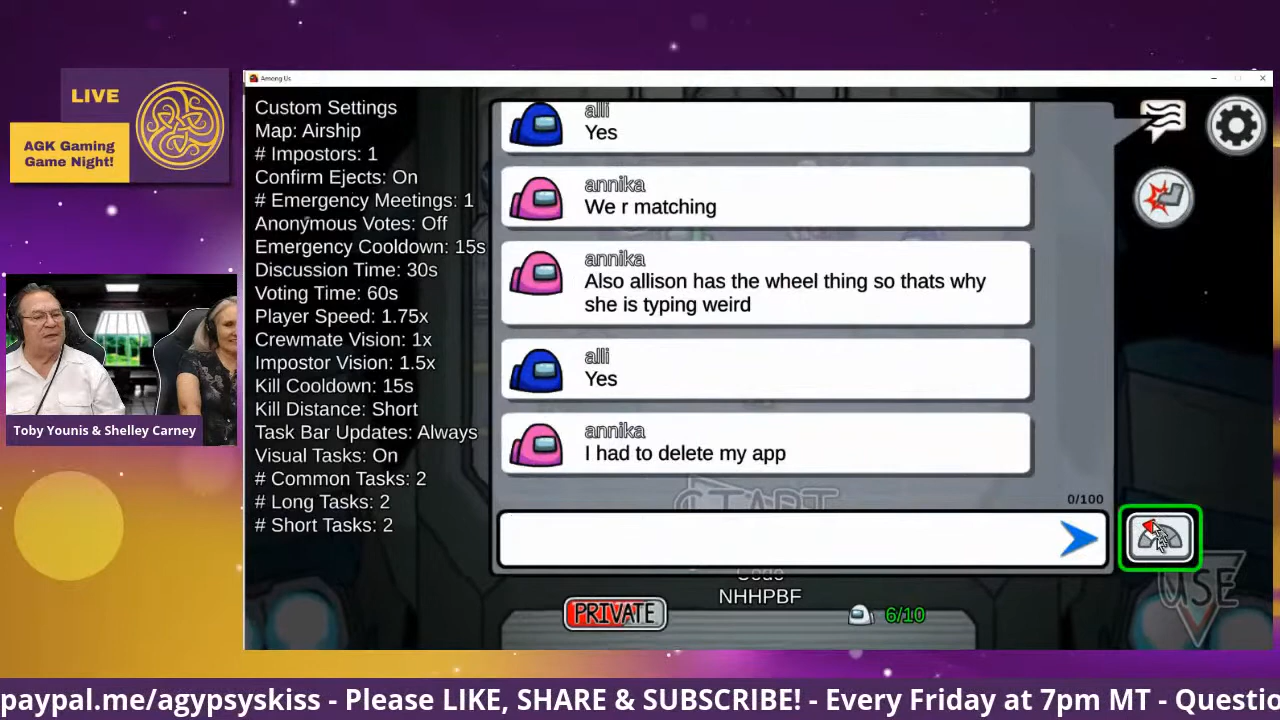 LIVE
AGK Gaming
Game Night!
Among Us
Custom Settings
Map: Airship
# Impostors: 1
Confirm Ejects: On
# Emergency Meetings: 1
Anonymous Votes: Off
Emergency Cooldown: 15s
Discussion Time: 30s
Voting Time: 60s
Player Speed: 1.75x
Crewmate Vision: 1x
Impostor Vision: 1.5x
Kill Cooldown: 15s
Kill Distance: Short
Task Bar Updates: Always
Visual Tasks: On
# Common Tasks: 2
# Long Tasks: 2
# Short Tasks: 2
alli
Yes
annika
We r matching
annika
Also allison has the wheel thing so thats why
she is typing weird
alli
Yes
annika
I had to delete my app
START
0/100
Code
NHHPBF
PRIVATE
6/10
USE
Toby Younis & Shelley Carney
paypal.me/agypsyskiss - Please LIKE, SHARE & SUBSCRIBE! - Every Friday at 7pm MT - Questio